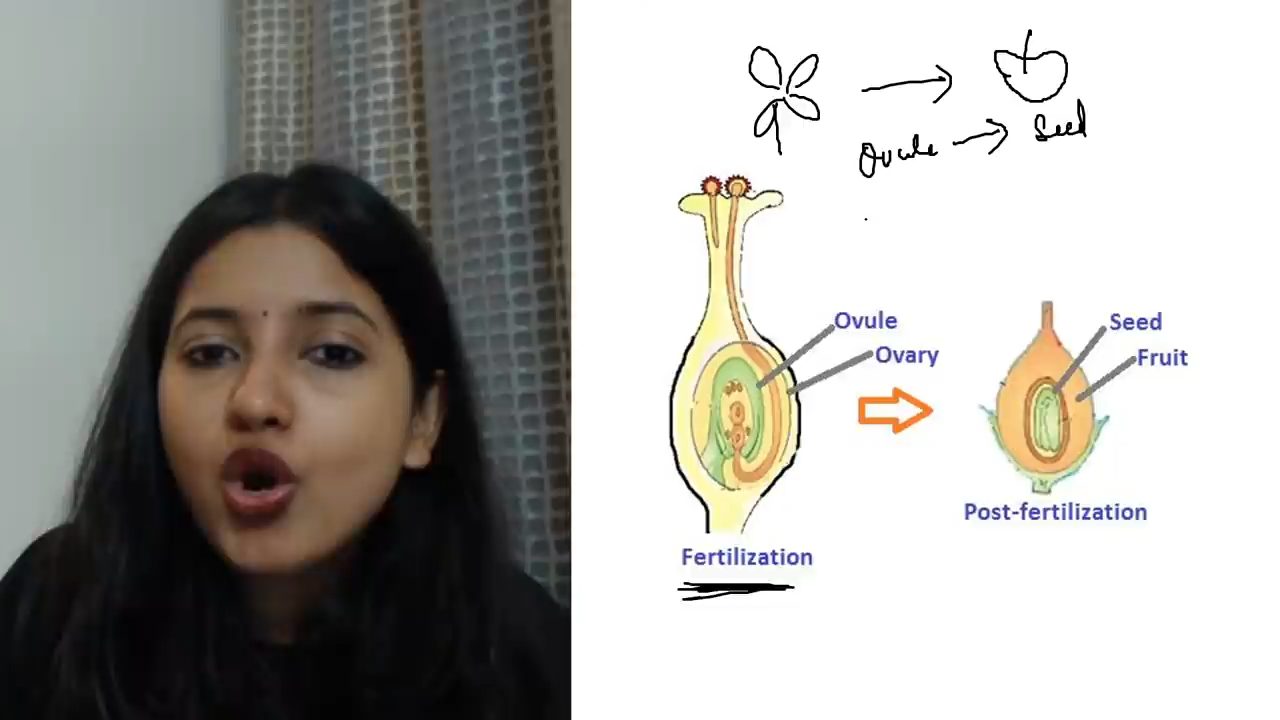 Ovule → Seed
Ovule
Ovary
Seed
Fruit
Post-fertilization
Fertilization